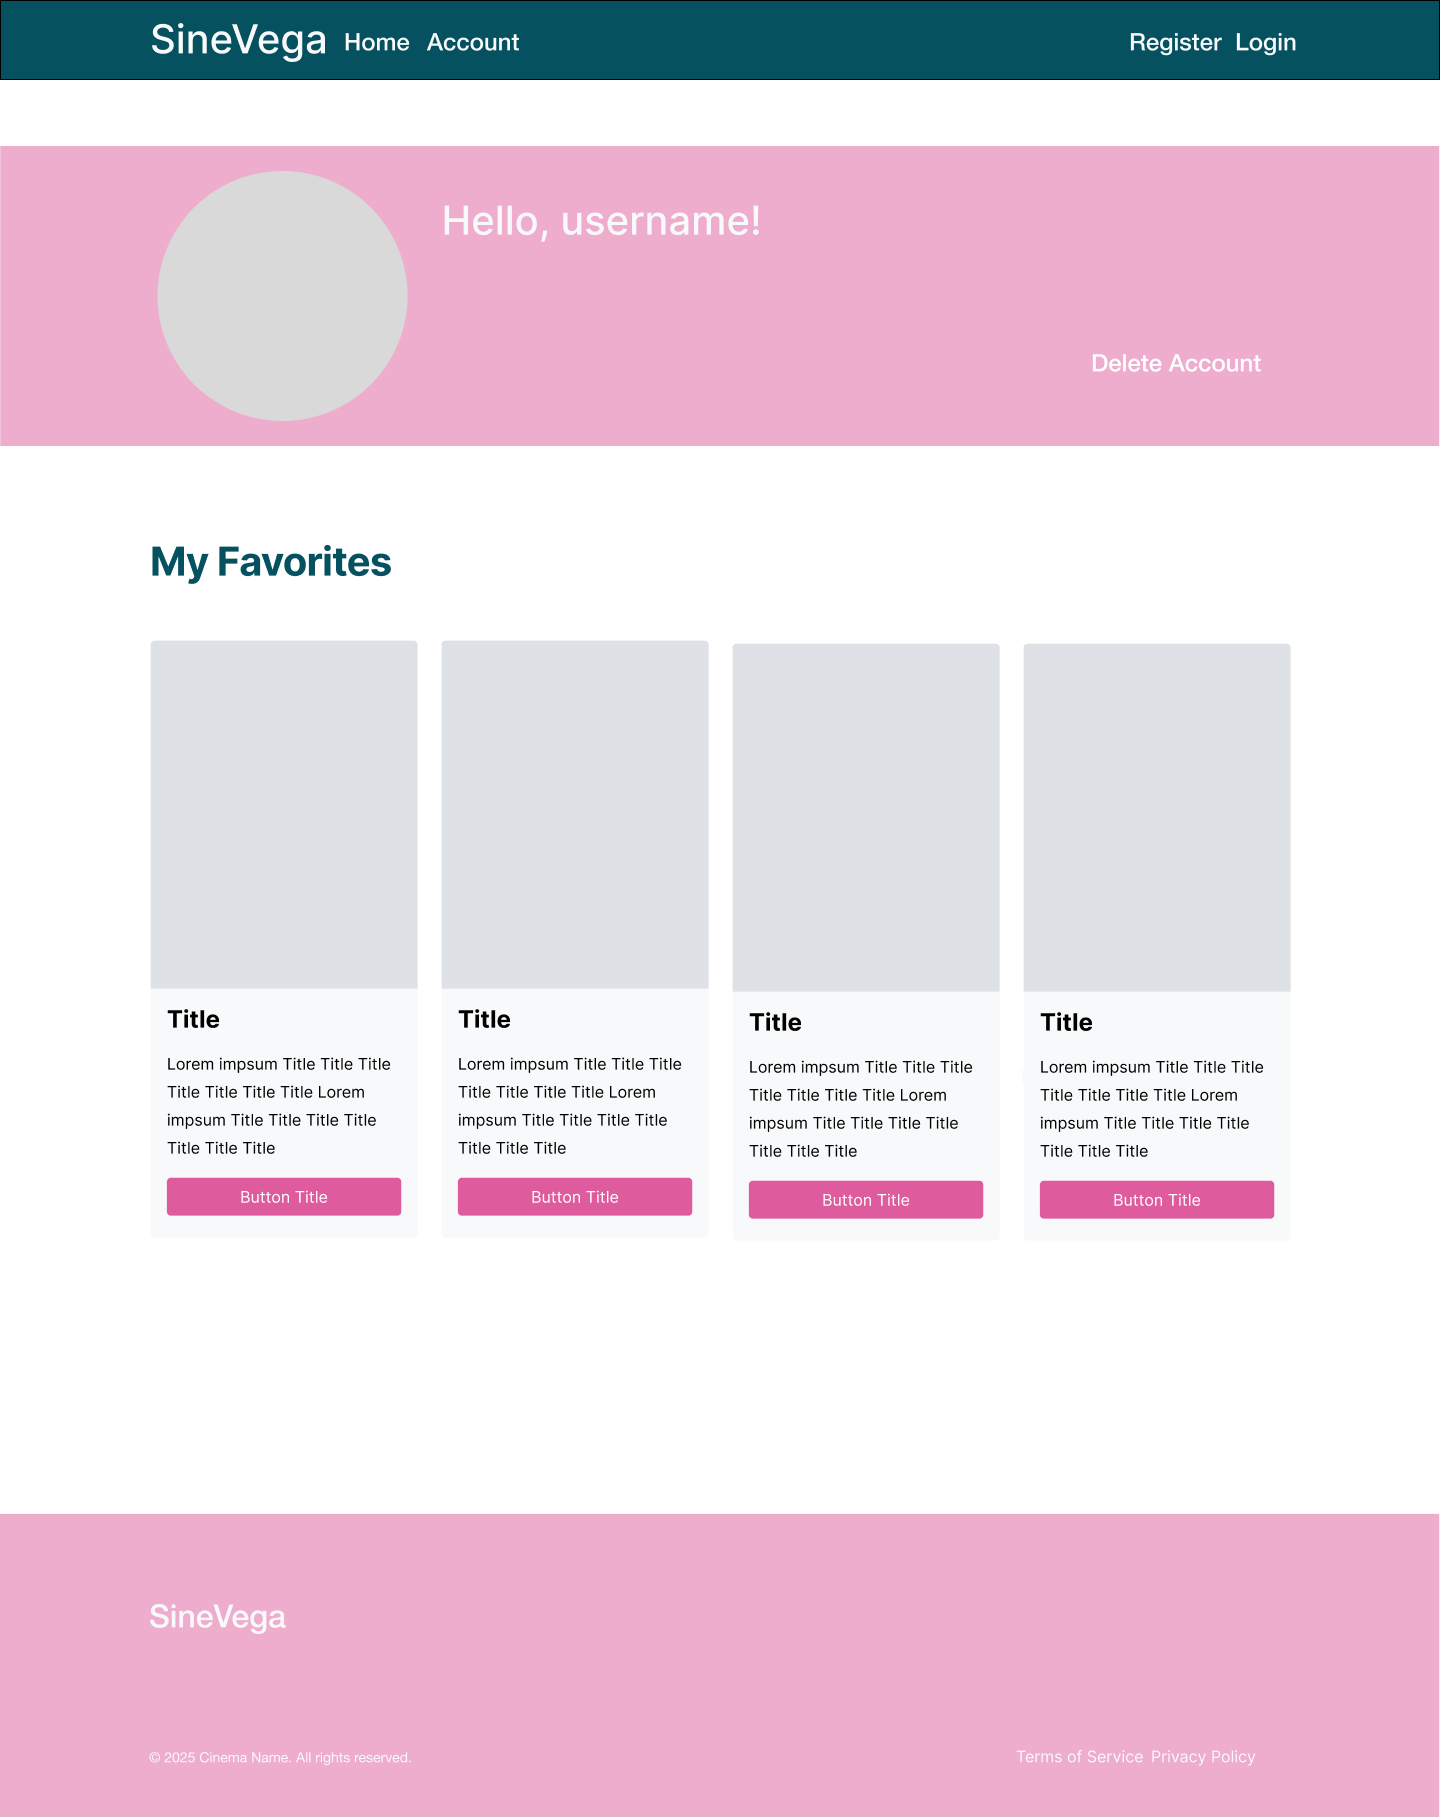 SineVega Home Account Register Login
Hello, username!
Delete Account
My Favorites
Title
Lorem impsum Title Title Title
Title Title Title Title Lorem
impsum Title Title Title Title
Title Title Title
Button Title
Title
Lorem impsum Title Title Title
Title Title Title Title Lorem
impsum Title Title Title Title
Title Title Title
Button Title
Title
Lorem impsum Title Title Title
Title Title Title Title Lorem
impsum Title Title Title Title
Title Title Title
Button Title
Title
Lorem impsum Title Title Title
Title Title Title Title Lorem
impsum Title Title Title Title
Title Title Title
Button Title
SineVega
© 2025 Cinema Name. All rights reserved.
Terms of Service Privacy Policy